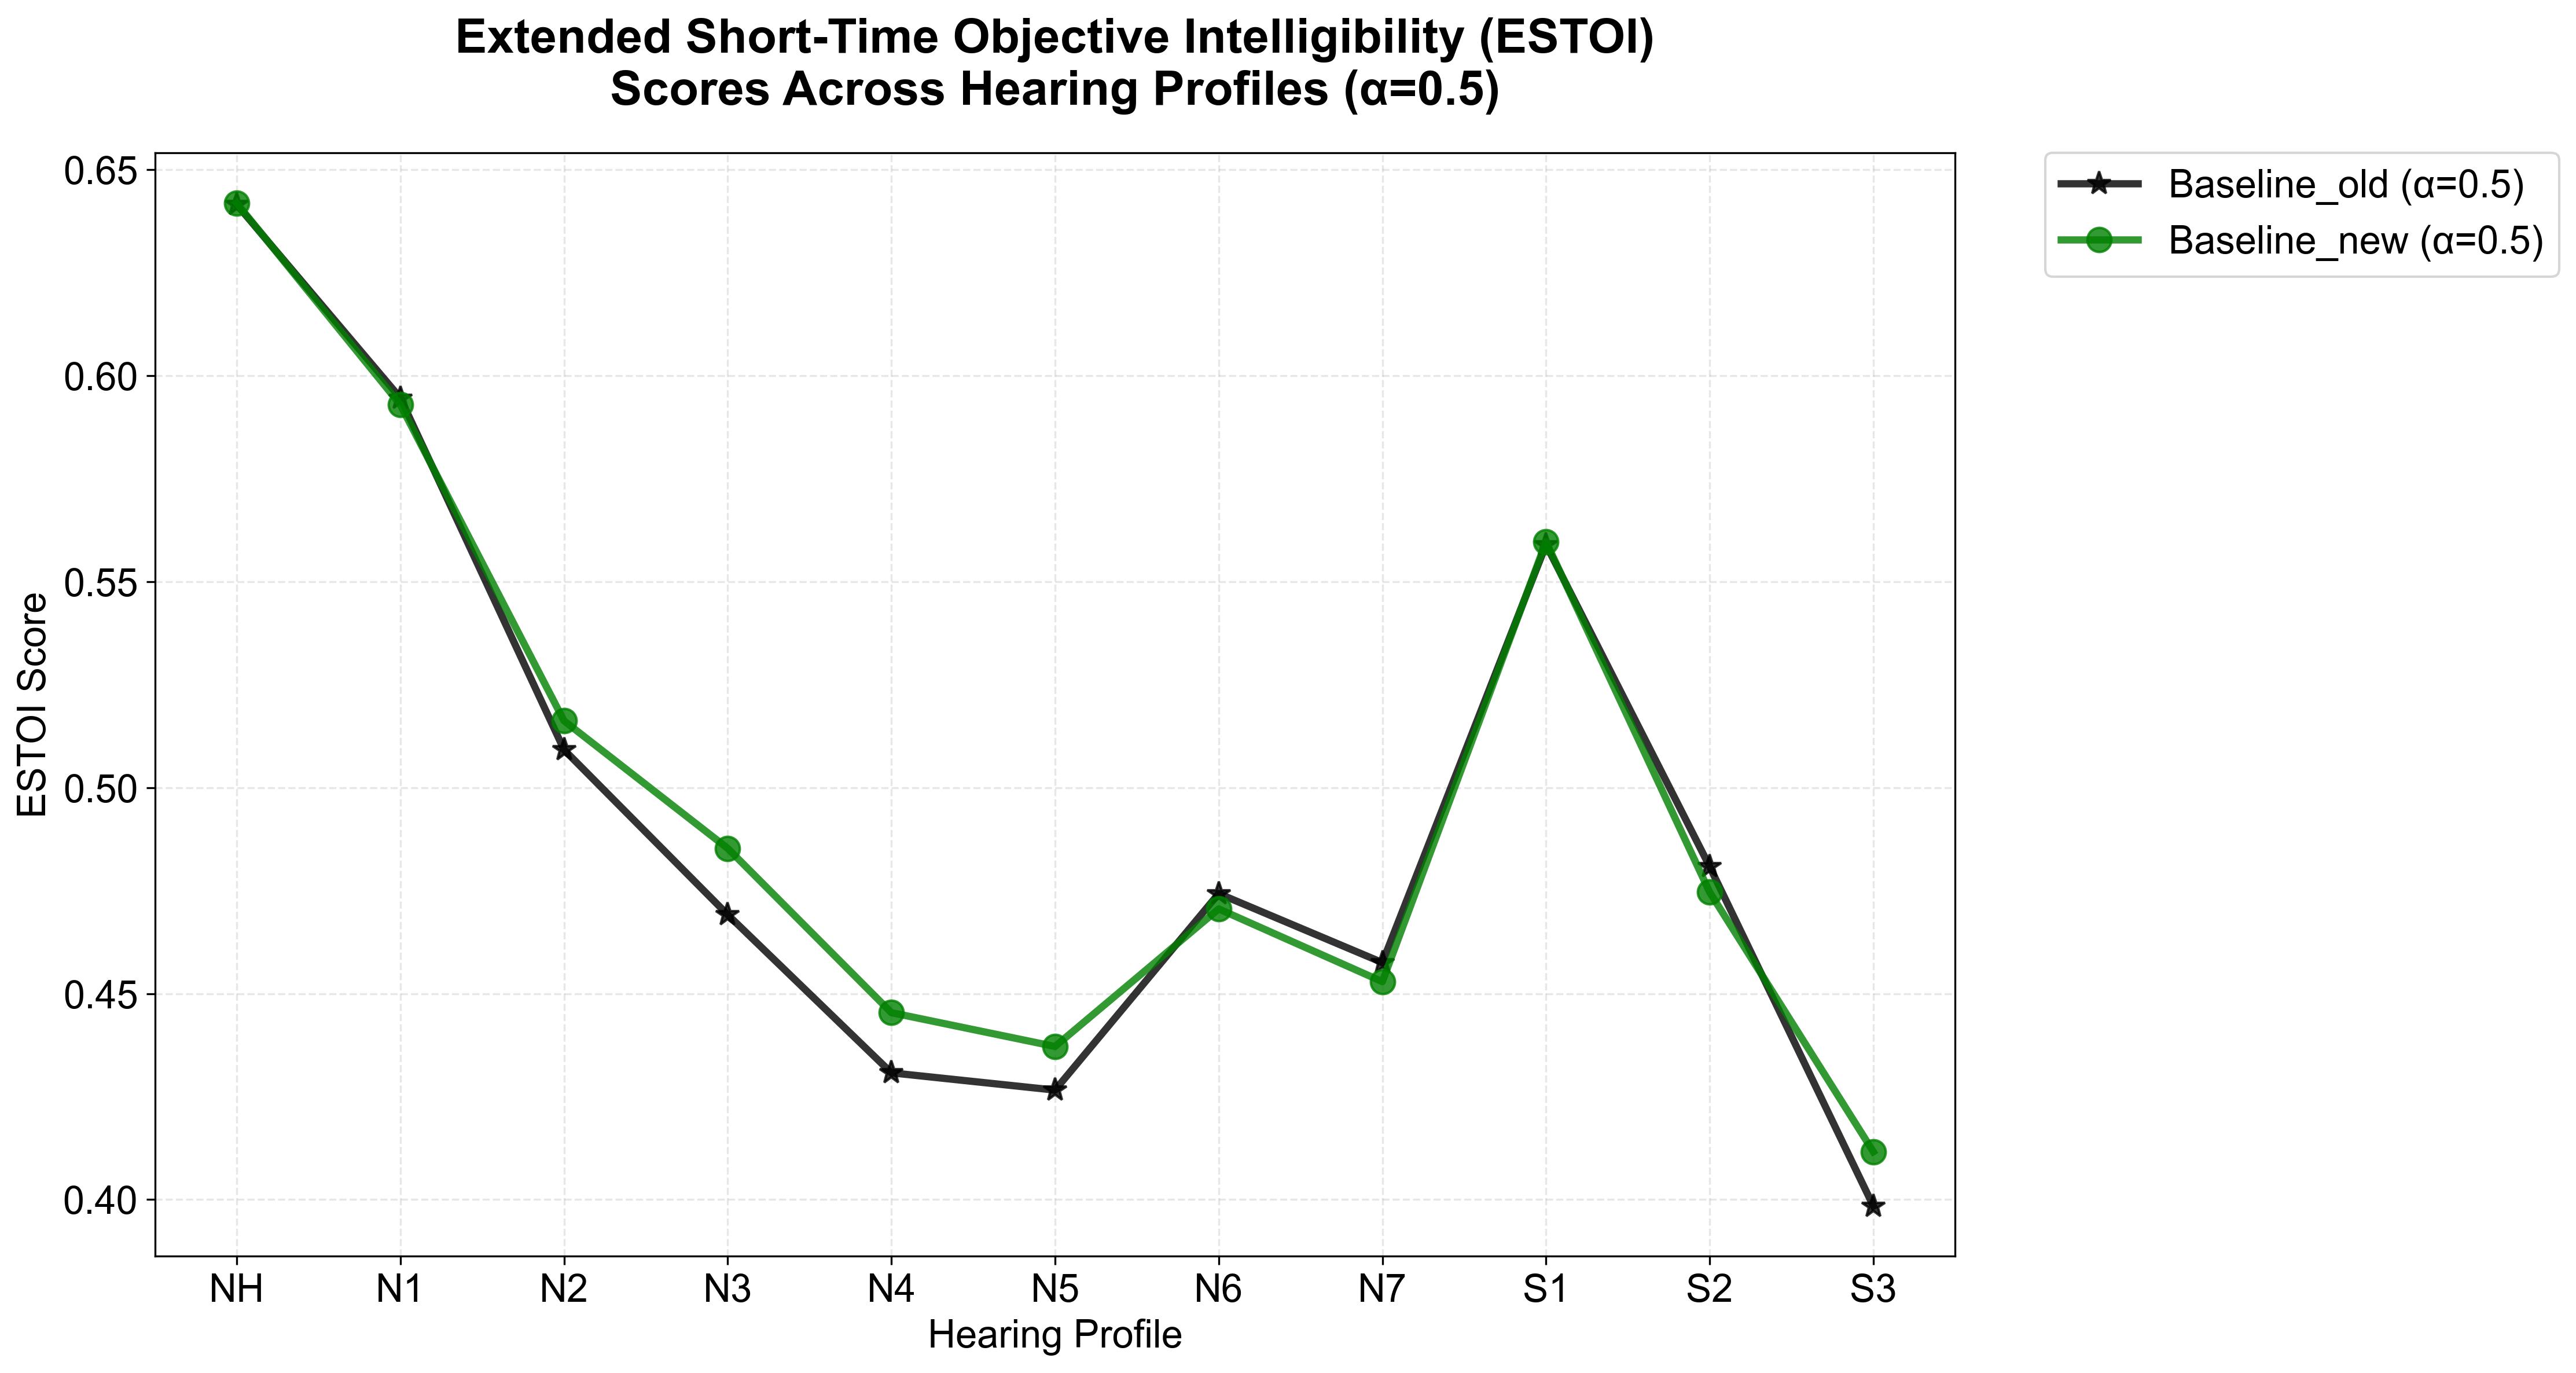 Extended Short-Time Objective Intelligibility (ESTOI)
Scores Across Hearing Profiles (α=0.5)
Baseline_old (α=0.5)
Baseline_new (α=0.5)
ESTOI Score
0.65
0.60
0.55
0.50
0.45
0.40
NH N1 N2 N3 N4 N5 N6 N7 S1 S2 S3
Hearing Profile